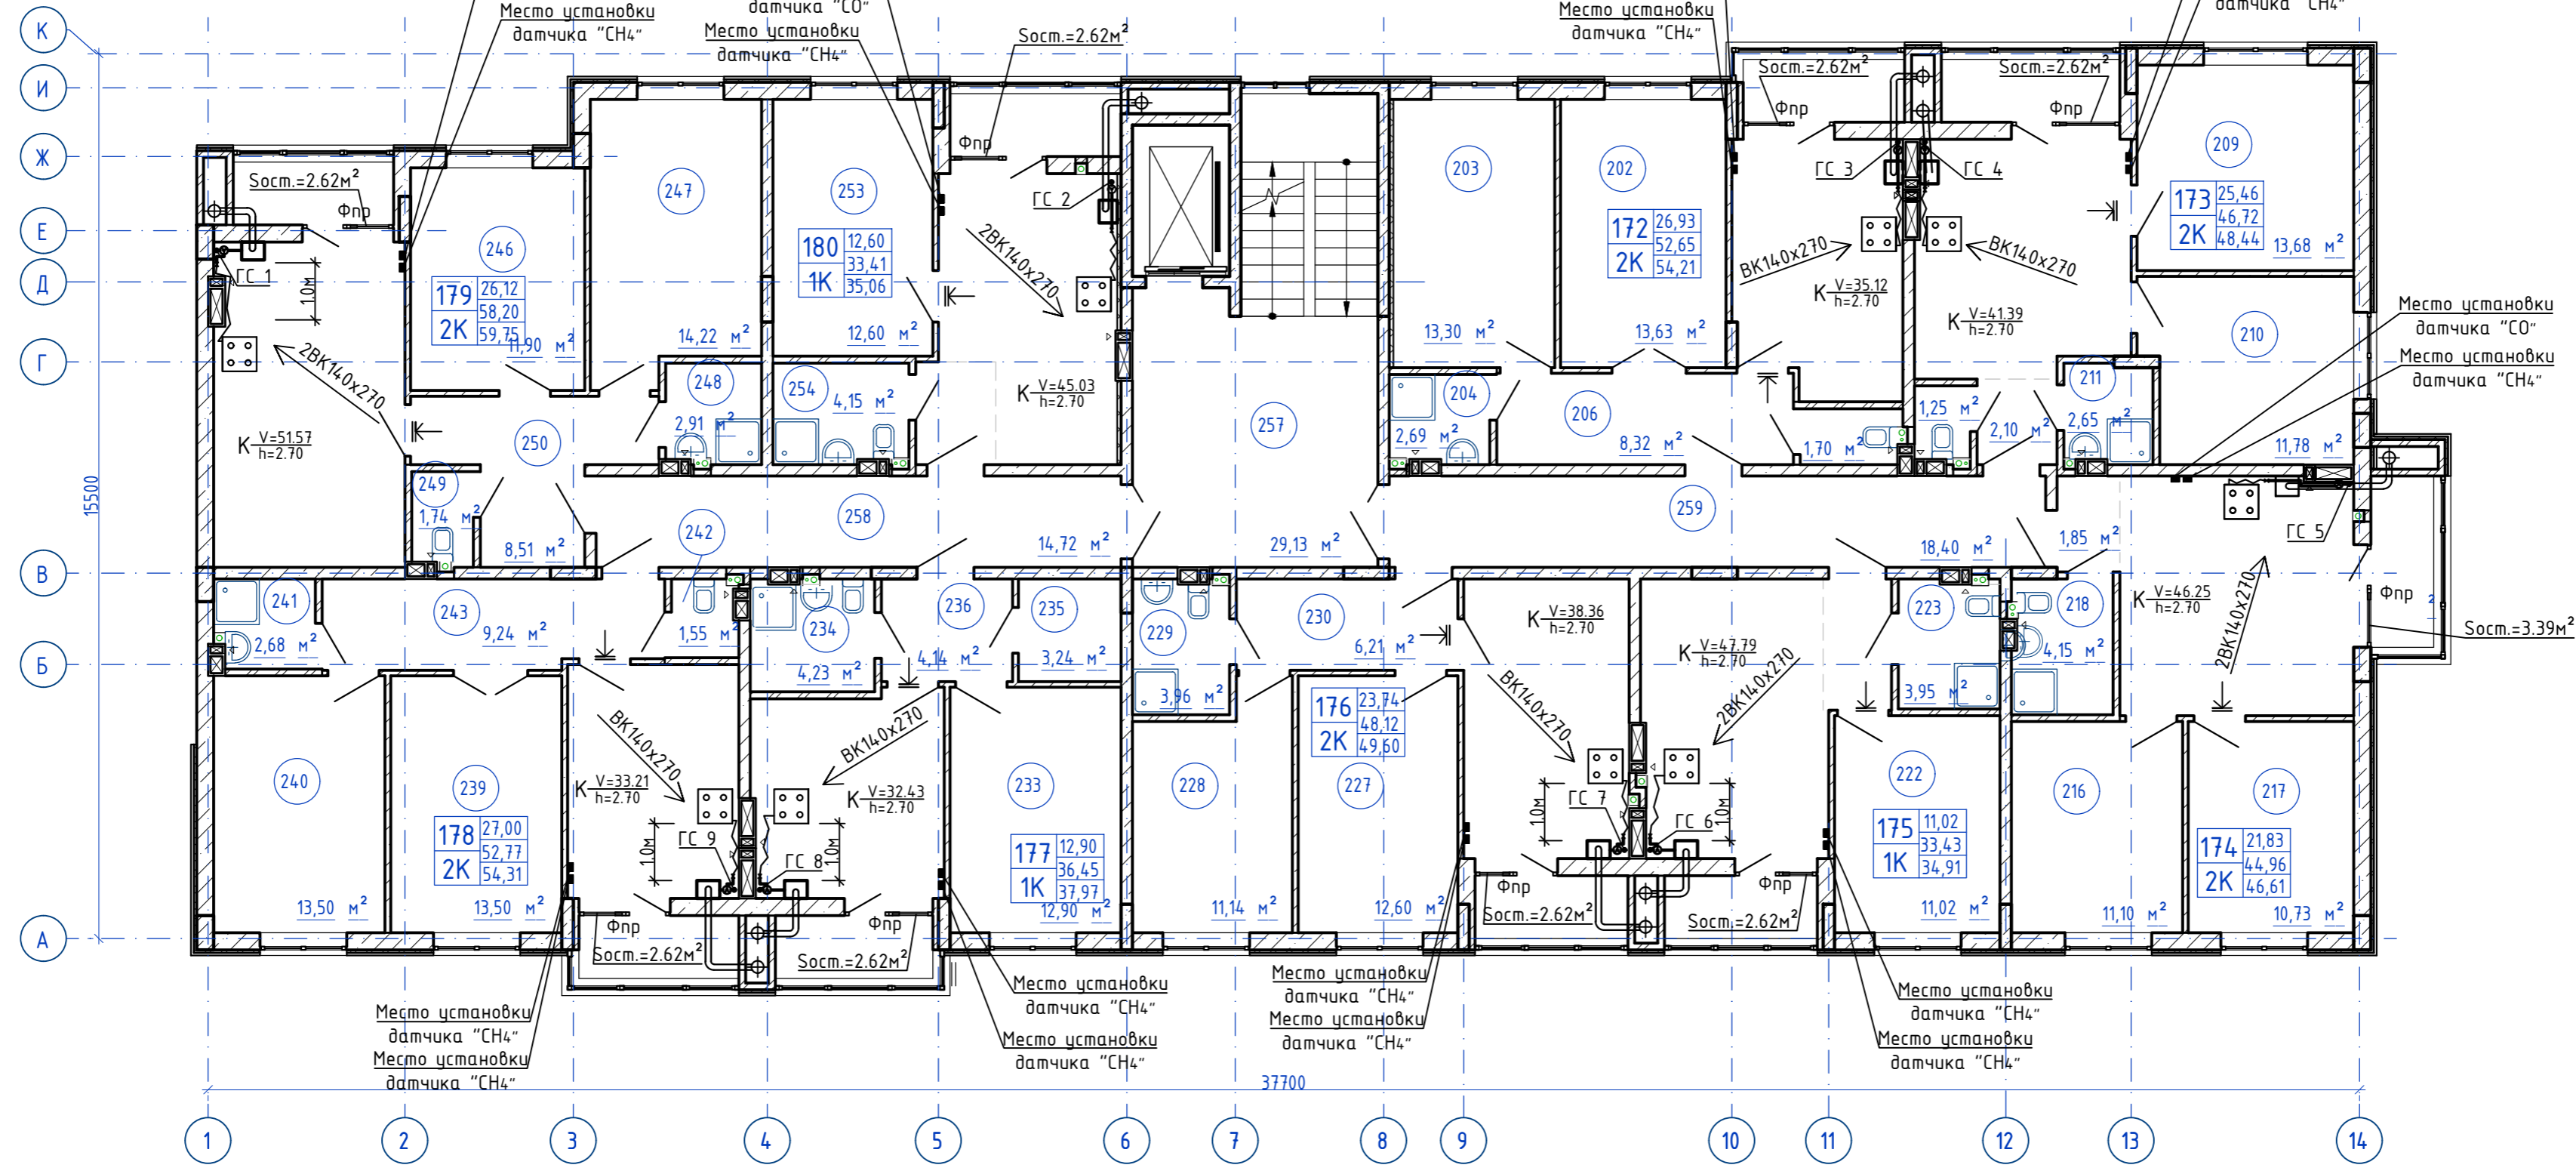 К
И
Ж
Е
Д
Г
В
Б
А
15500
Место установки
датчика "СН4"
датчика "СО"
Место установки
датчика "СН4"
Sост.=2.62м²
Место установки
датчика "СН4"
датчика "СН4"
Sост.=2.62м²
Sост.=2.62м²
Фпр
Фпр
Sост.=2.62м²
Фпр
ГС 1
1.0м
246
179
26,12
58,20
59,75
2К
11,90 м²
247
14,22 м²
253
180
12,60
33,41
35,06
1К
12,60 м²
Фпр
ГС 2
2ВК140х270
К V=45.03
h=2.70
203
13,30 м²
202
172
26,93
52,65
54,21
2К
13,63 м²
ГС 3
ГС 4
ВК140х270
ВК140х270
К V=35.12
h=2.70
К V=41.39
h=2.70
209
173
25,46
46,72
48,44
2К
13,68 м²
210
11,78 м²
Место установки
датчика "СО"
Место установки
датчика "СН4"
2ВК140х270
К V=51.57
h=2.70
250
8,51 м²
248
2,91 м²
254
4,15 м²
249
1,74 м²
242
1,55 м²
258
14,72 м²
257
29,13 м²
204
2,69 м²
206
8,32 м²
1,70 м²
1,25 м²
2,10 м²
211
2,65 м²
259
18,40 м²
1,85 м²
ГС 5
Фпр
2
Sост.=3.39м²
241
2,68 м²
243
9,24 м²
234
4,23 м²
236
4,14 м²
235
3,24 м²
229
3,96 м²
230
6,21 м²
К V=38.36
h=2.70
К V=47.79
h=2.70
223
3,95 м²
218
4,15 м²
К V=46.25
h=2.70
2ВК140х270
240
13,50 м²
239
178
27,00
52,77
54,31
2К
13,50 м²
ВК140х270
К V=33.21
h=2.70
ГС 9
1.0м
ВК140х270
К V=32.43
h=2.70
ГС 8
1.0м
233
177
12,90
36,45
37,97
1К
12,90 м²
228
11,14 м²
176
23,74
48,12
49,60
2К
227
12,60 м²
ВК140х270
2ВК140х270
1.0м
ГС 7
ГС 6
1.0м
222
175
11,02
33,43
34,91
1К
11,02 м²
216
11,10 м²
217
174
21,83
44,96
46,61
2К
10,73 м²
Фпр
Фпр
Sост.=2.62м²
Sост.=2.62м²
Фпр
Фпр
Sост.=2.62м²
Sост.=2.62м²
Место установки
датчика "СН4"
Место установки
датчика "СН4"
Место установки
датчика "СН4"
Место установки
датчика "СН4"
Место установки
датчика "СН4"
Место установки
датчика "СН4"
Место установки
датчика "СН4"
Место установки
датчика "СН4"
37700
1
2
3
4
5
6
7
8
9
10
11
12
13
14